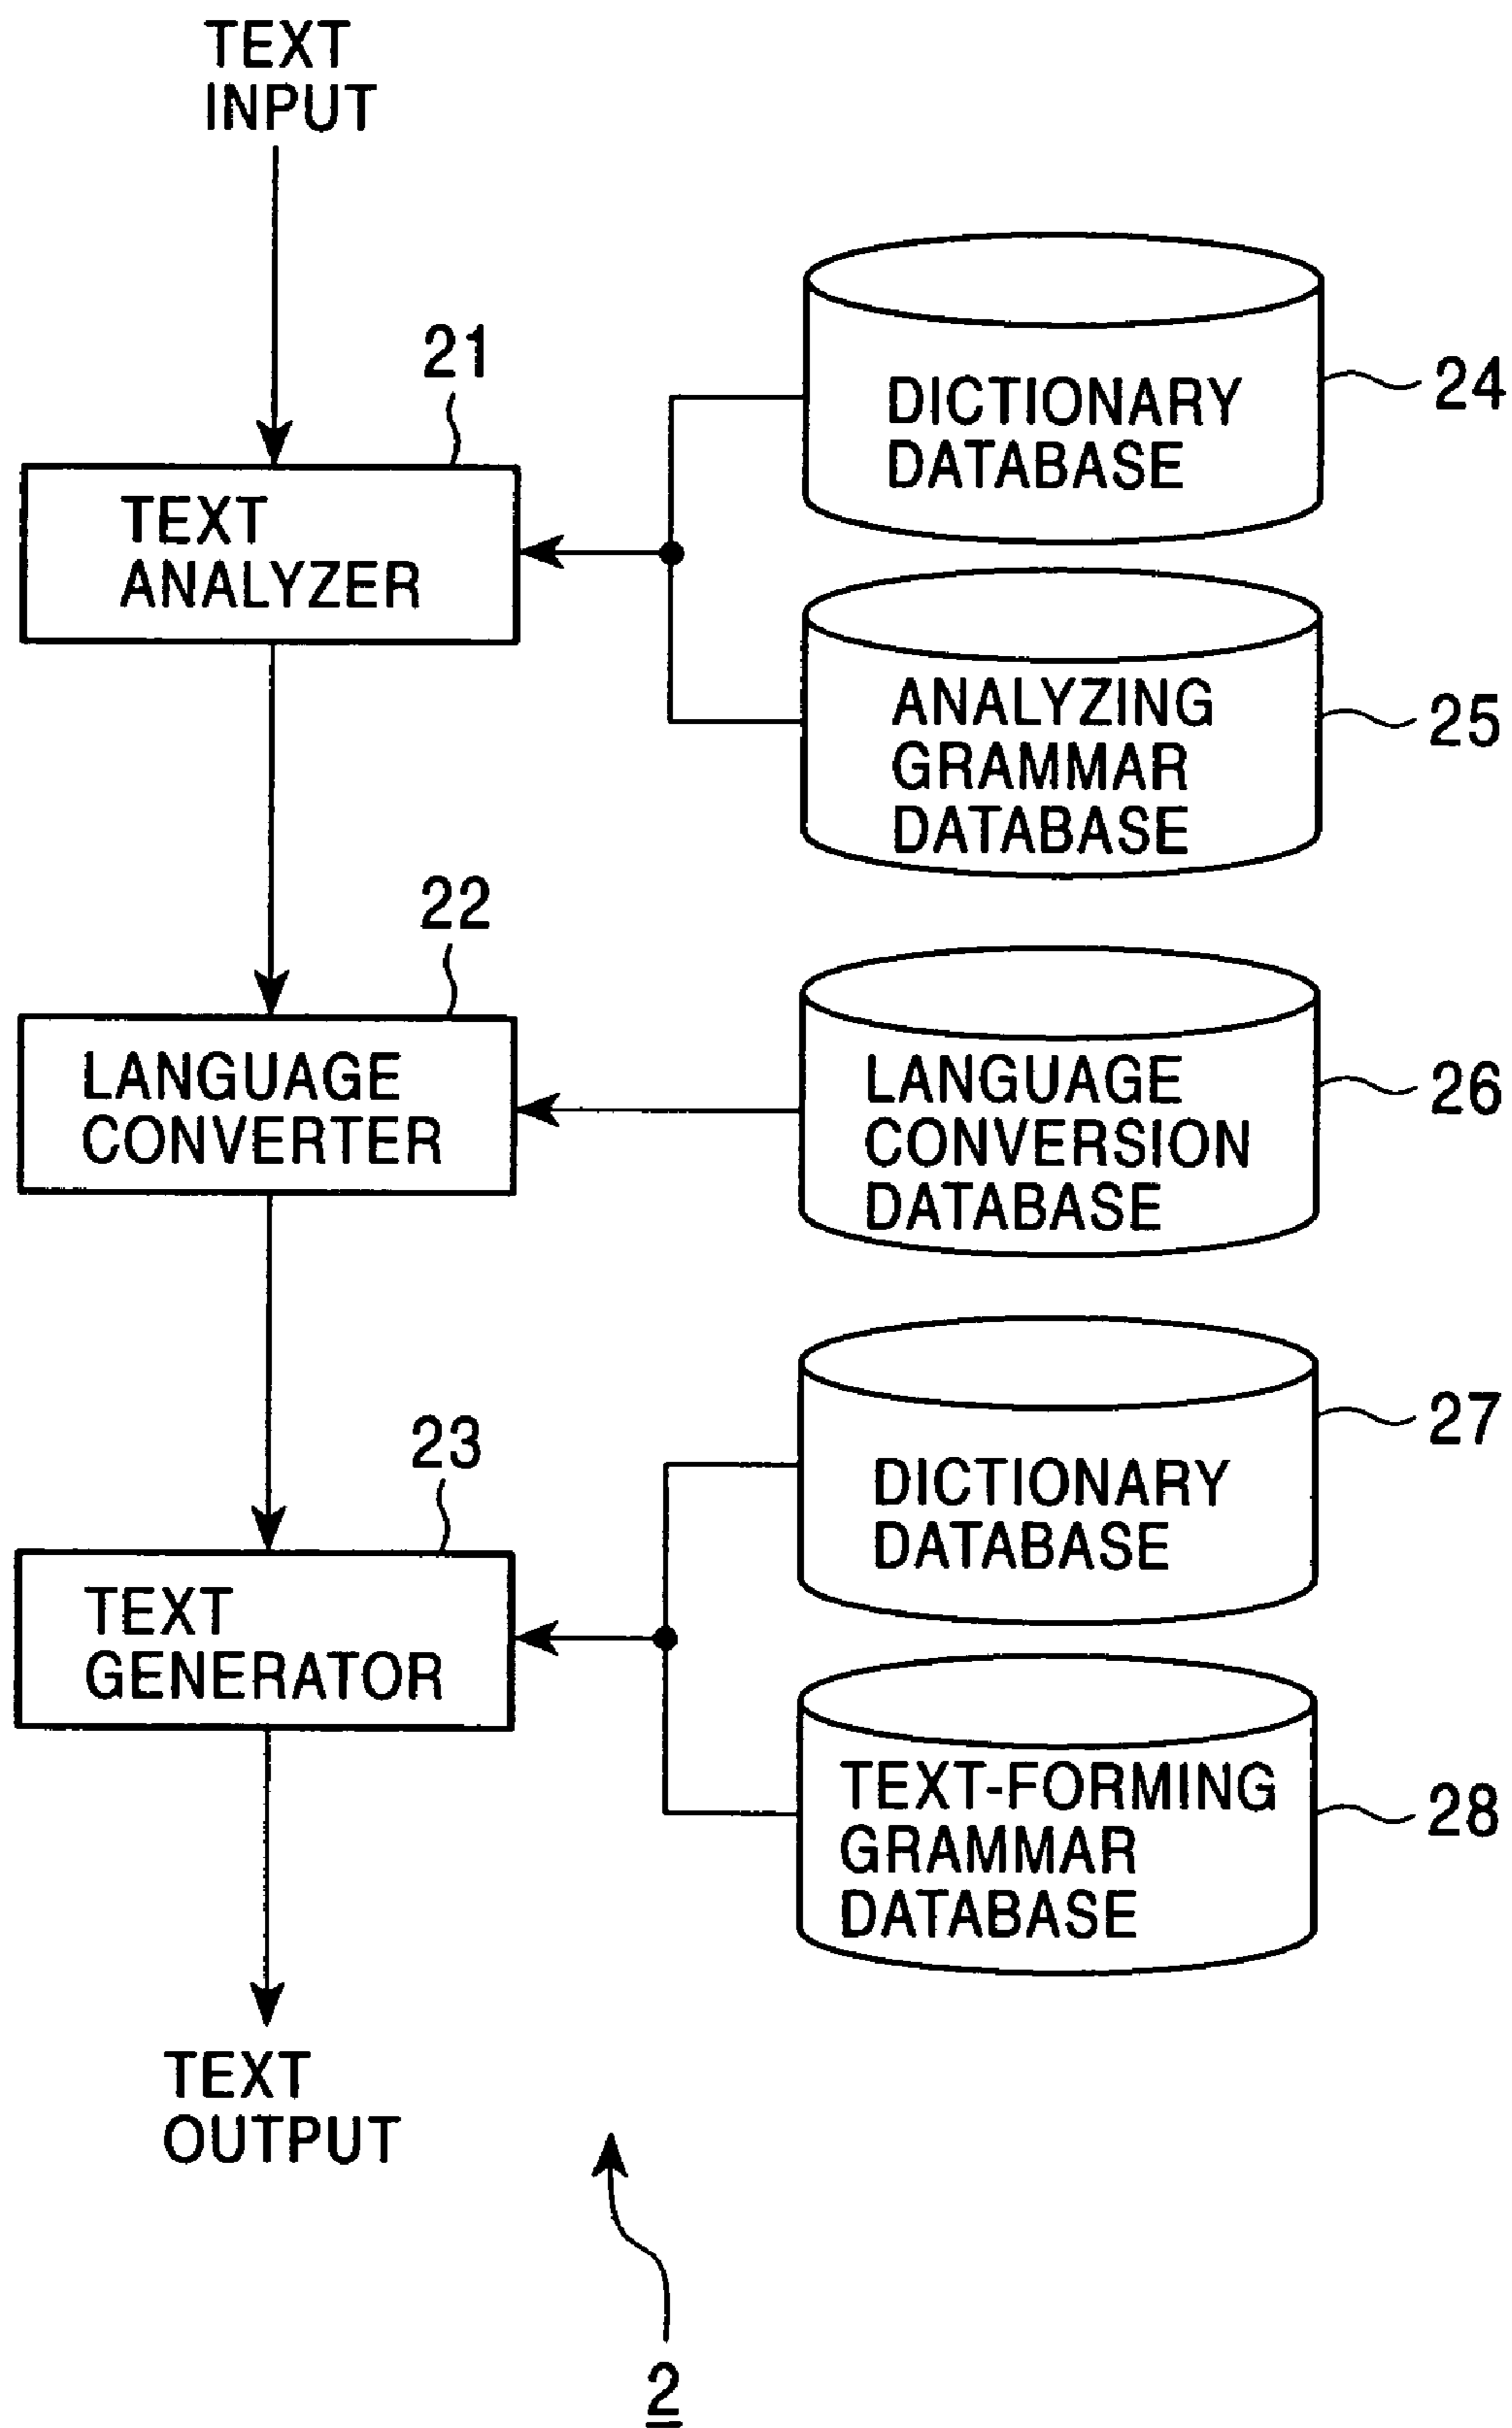 TEXT
INPUT
21
24
DICTIONARY
DATABASE
TEXT
ANALYZER
25
ANALYZING
GRAMMAR
DATABASE
22
LANGUAGE
CONVERTER
26
LANGUAGE
CONVERSION
DATABASE
27
23
DICTIONARY
DATABASE
TEXT
GENERATOR
28
TEXT-FORMING
GRAMMAR
DATABASE
TEXT
OUTPUT
2